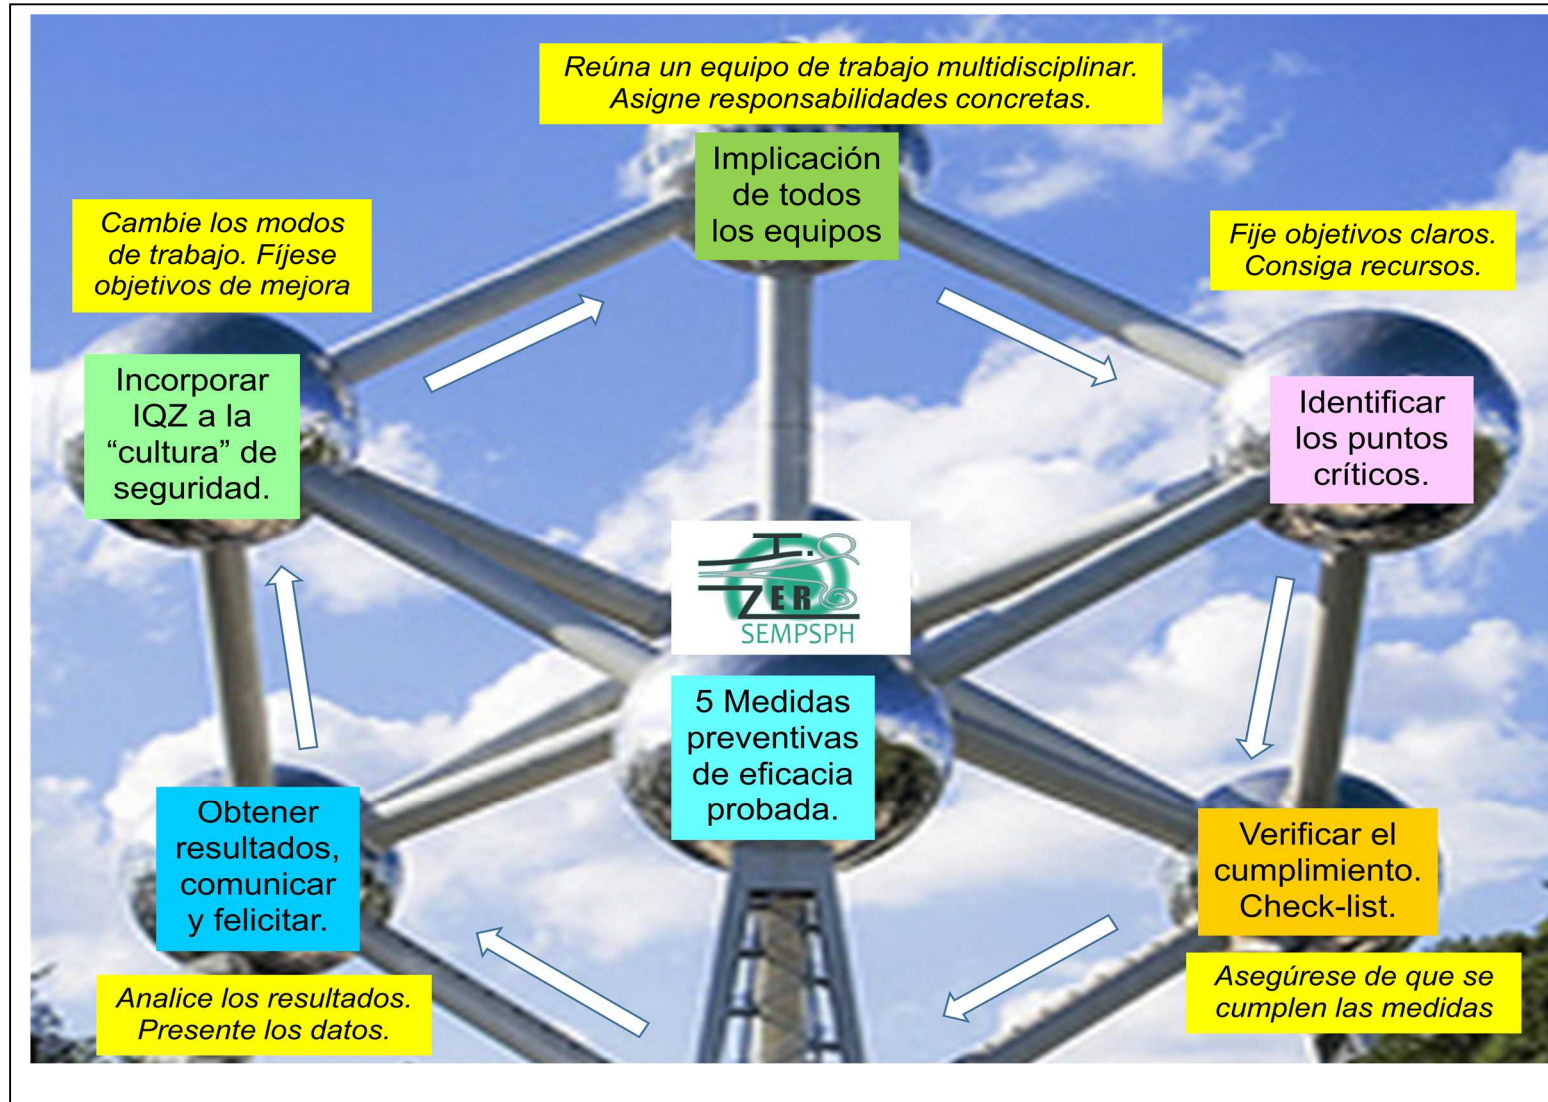 Reúna un equipo de trabajo multidisciplinar.
Asigne responsabilidades concretas.
Implicación
de todos
los equipos
Cambie los modos
de trabajo. Fíjese
objetivos de mejora
Fije objetivos claros.
Consiga recursos.
Incorporar
IQZ a la
“cultura” de
seguridad.
Identificar
los puntos
críticos.
I.Q
ZERO
SEMPSPH
5 Medidas
preventivas
de eficacia
probada.
Obtener
resultados,
comunicar
y felicitar.
Verificar el
cumplimiento.
Check-list.
Analice los resultados.
Presente los datos.
Asegúrese de que se
cumplen las medidas